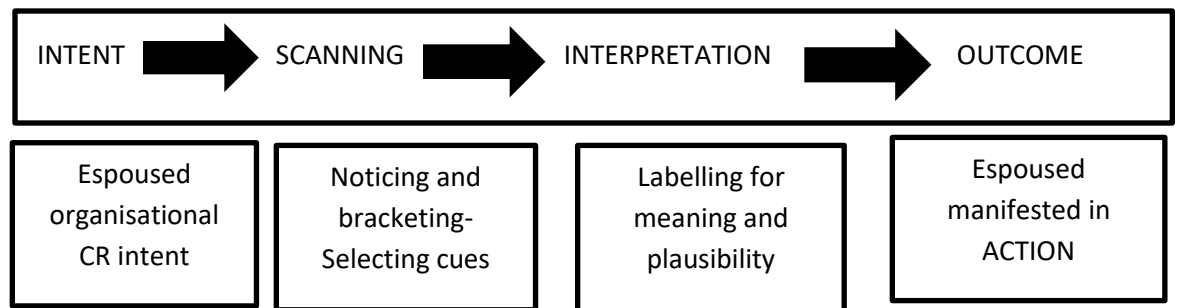 INTENT SCANNING INTERPRETATION OUTCOME
Espoused
organisational
CR intent
Noticing and
bracketing-
Selecting cues
Labelling for
meaning and
plausibility
Espoused
manifested in
ACTION